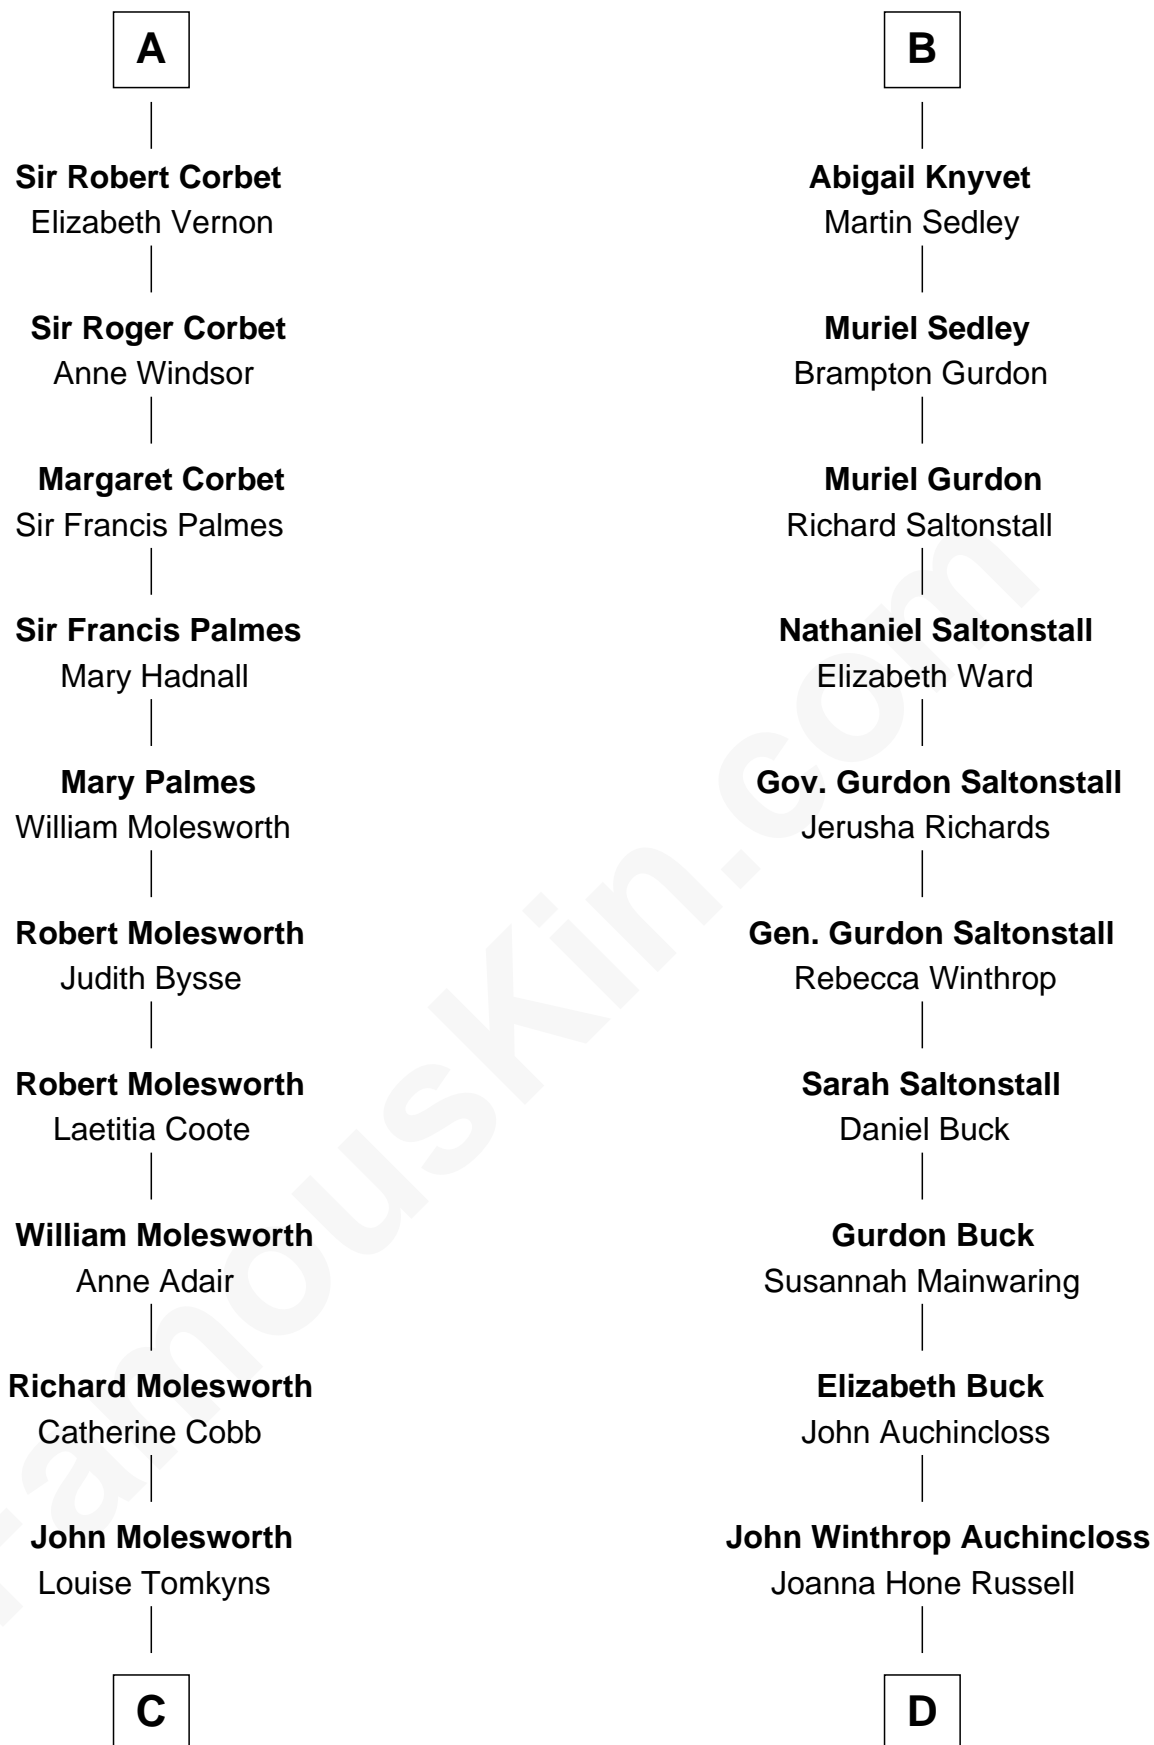 A
Sir Robert Corbet
Elizabeth Vernon
Sir Roger Corbet
Anne Windsor
Margaret Corbet
Sir Francis Palmes
Sir Francis Palmes
Mary Hadnall
Mary Palmes
William Molesworth
Robert Molesworth
Judith Bysse
Robert Molesworth
Laetitia Coote
William Molesworth
Anne Adair
Richard Molesworth
Catherine Cobb
John Molesworth
Louise Tomkyns
C
B
Abigail Knyvet
Martin Sedley
Muriel Sedley
Brampton Gurdon
Muriel Gurdon
Richard Saltonstall
Nathaniel Saltonstall
Elizabeth Ward
Gov. Gurdon Saltonstall
Jerusha Richards
Gen. Gurdon Saltonstall
Rebecca Winthrop
Sarah Saltonstall
Daniel Buck
Gurdon Buck
Susannah Mainwaring
Elizabeth Buck
John Auchincloss
John Winthrop Auchincloss
Joanna Hone Russell
D
FamousKin.com